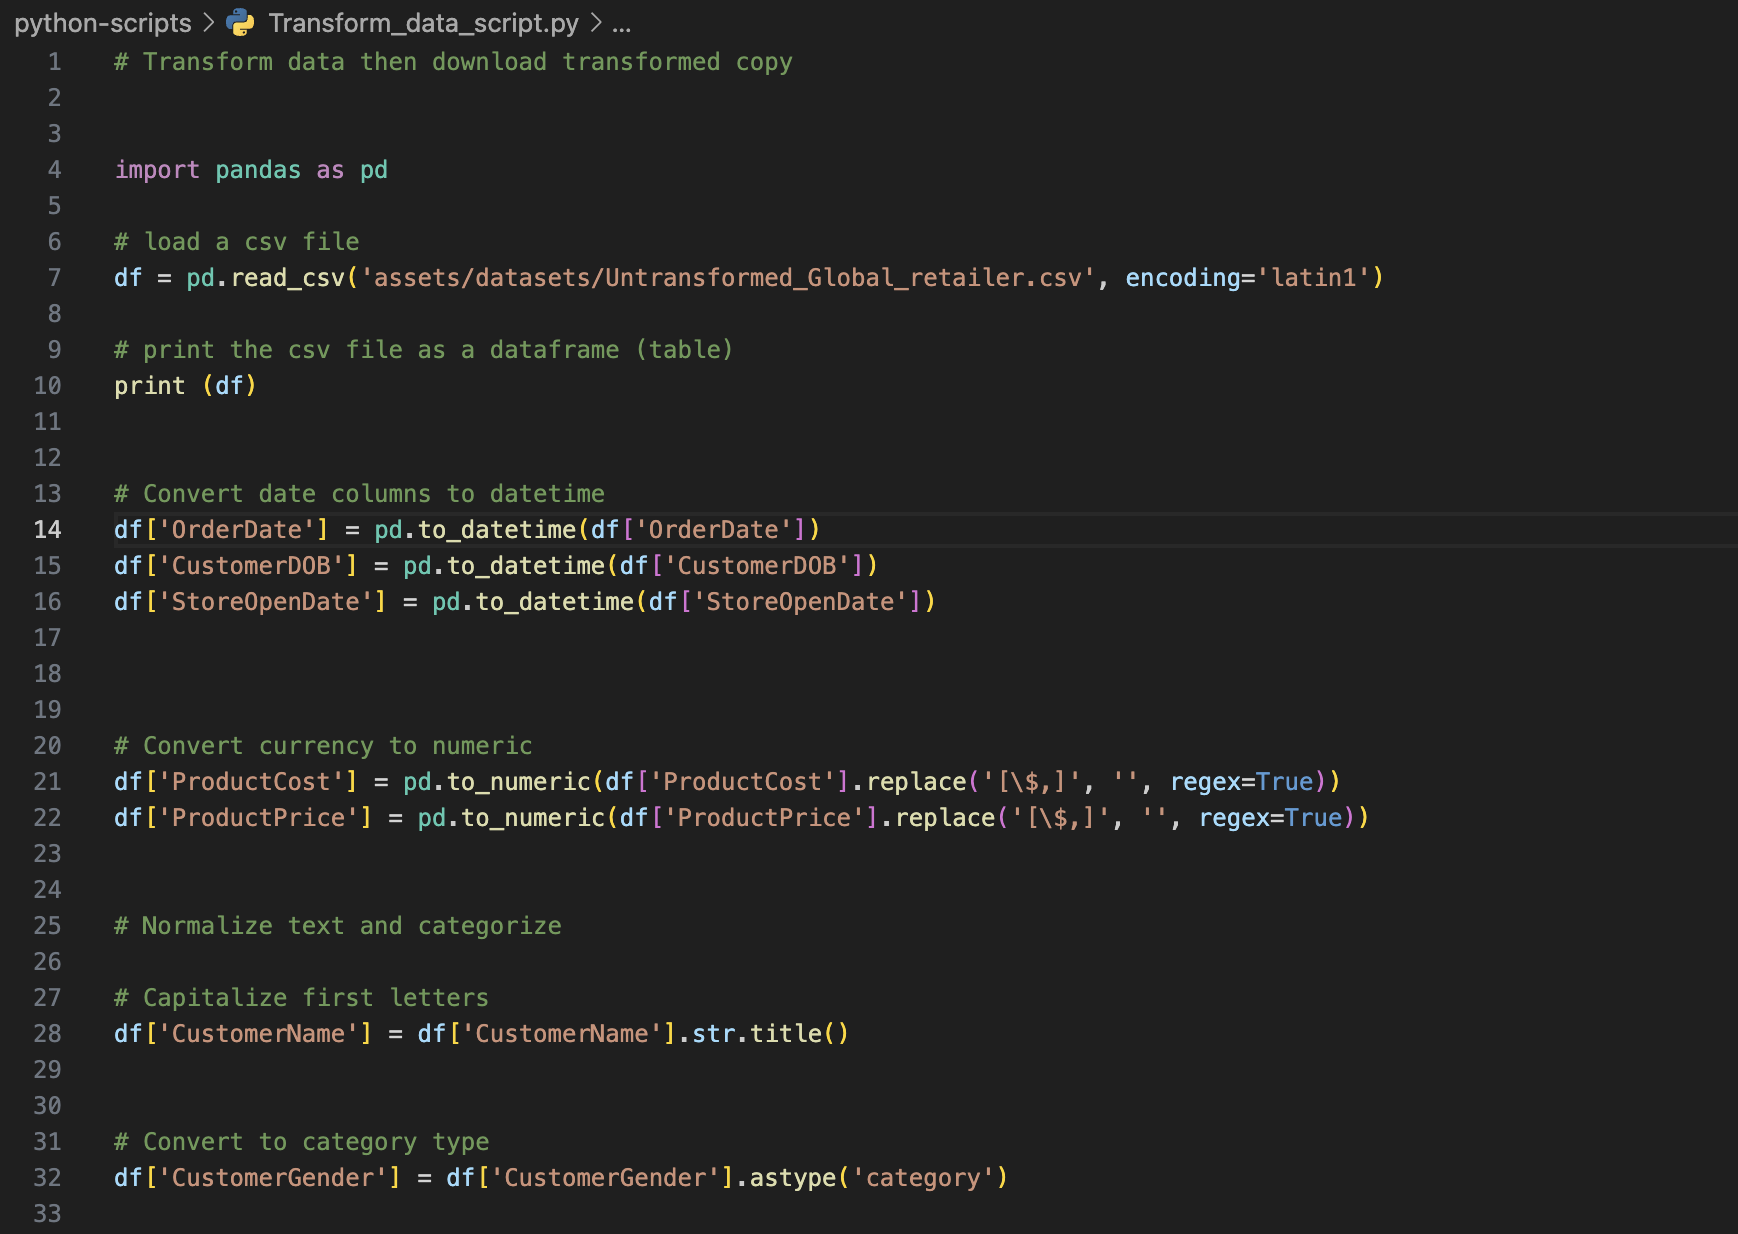 python-scripts > Transform_data_script.py > ...
1 # Transform data then download transformed copy
2
3
4 import pandas as pd
5
6 # load a csv file
7 df = pd.read_csv('assets/datasets/Untransformed_Global_retailer.csv', encoding='latin1')
8
9 # print the csv file as a dataframe (table)
10 print (df)
11
12
13 # Convert date columns to datetime
14 df['OrderDate'] = pd.to_datetime(df['OrderDate'])
15 df['CustomerDOB'] = pd.to_datetime(df['CustomerDOB'])
16 df['StoreOpenDate'] = pd.to_datetime(df['StoreOpenDate'])
17
18
19
20 # Convert currency to numeric
21 df['ProductCost'] = pd.to_numeric(df['ProductCost'].replace('[\$,]', '', regex=True))
22 df['ProductPrice'] = pd.to_numeric(df['ProductPrice'].replace('[\$,]', '', regex=True))
23
24
25 # Normalize text and categorize
26
27 # Capitalize first letters
28 df['CustomerName'] = df['CustomerName'].str.title()
29
30
31 # Convert to category type
32 df['CustomerGender'] = df['CustomerGender'].astype('category')
33